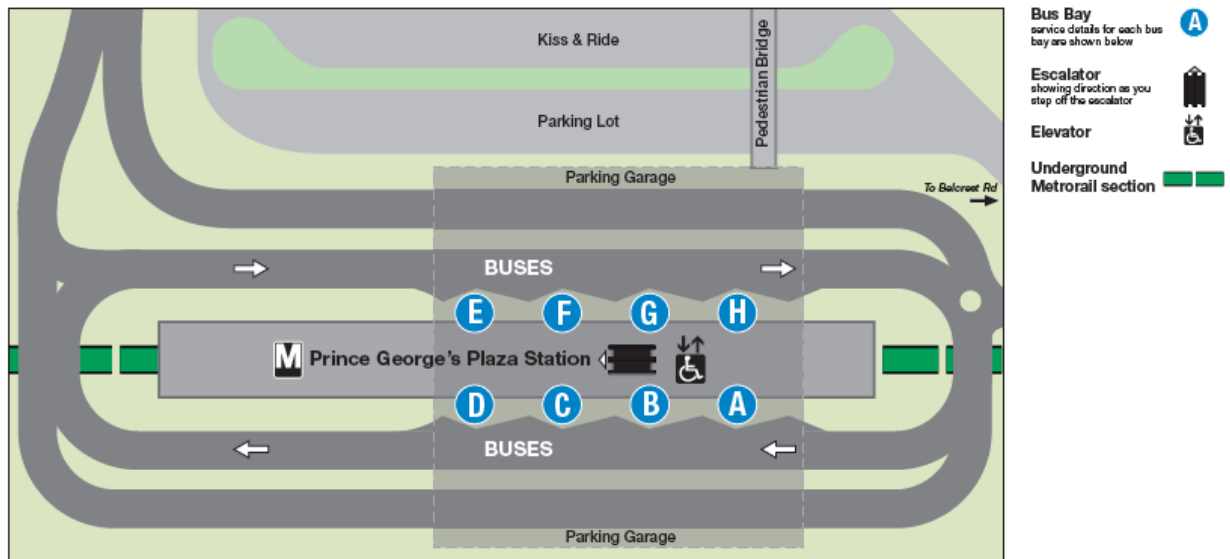 Kiss & Ride
Parking Lot
Pedestrian Bridge
Parking Garage
To Belcrest Rd
BUSES
E
F
G
H
M
Prince George's Plaza Station
D
C
B
A
BUSES
Parking Garage
Bus Bay
service details for each bus
bay are shown below
A
Escalator
showing direction as you
step off the escalator
Elevator
Underground
Metrorail section